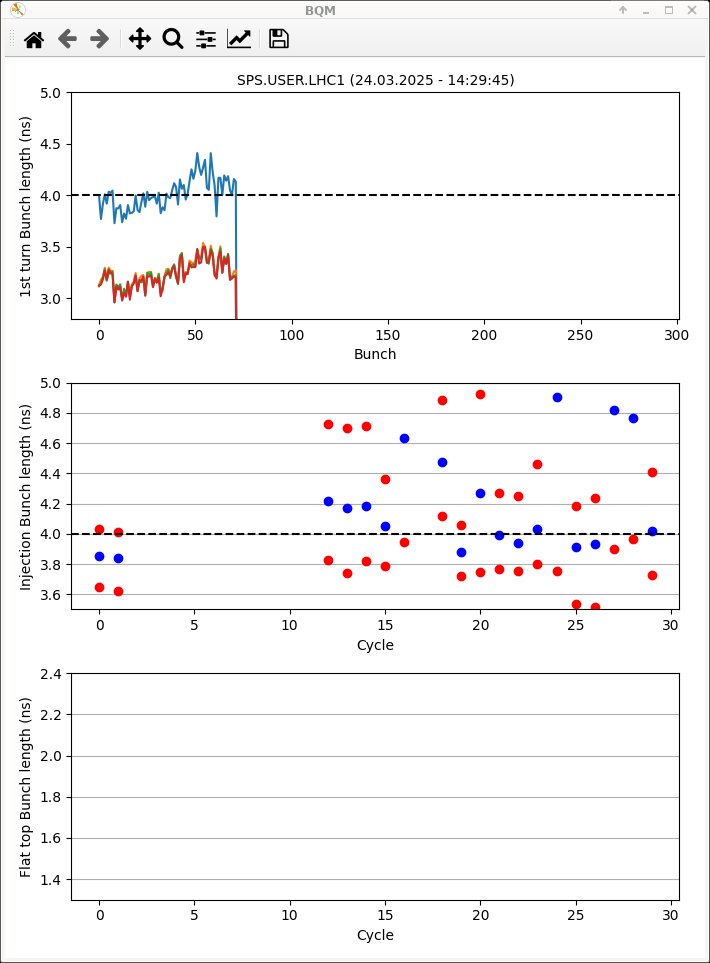 BQM
SPS.USER.LHC1 (24.03.2025 - 14:29:45)
5.0
4.5
4.0
3.5
3.0
1st turn Bunch length (ns)
0 50 100 150 200 250 300
Bunch
5.0
4.8
4.6
4.4
4.2
4.0
3.8
3.6
Injection Bunch length (ns)
0 5 10 15 20 25 30
Cycle
2.4
2.2
2.0
1.8
1.6
1.4
Flat top Bunch length (ns)
0 5 10 15 20 25 30
Cycle